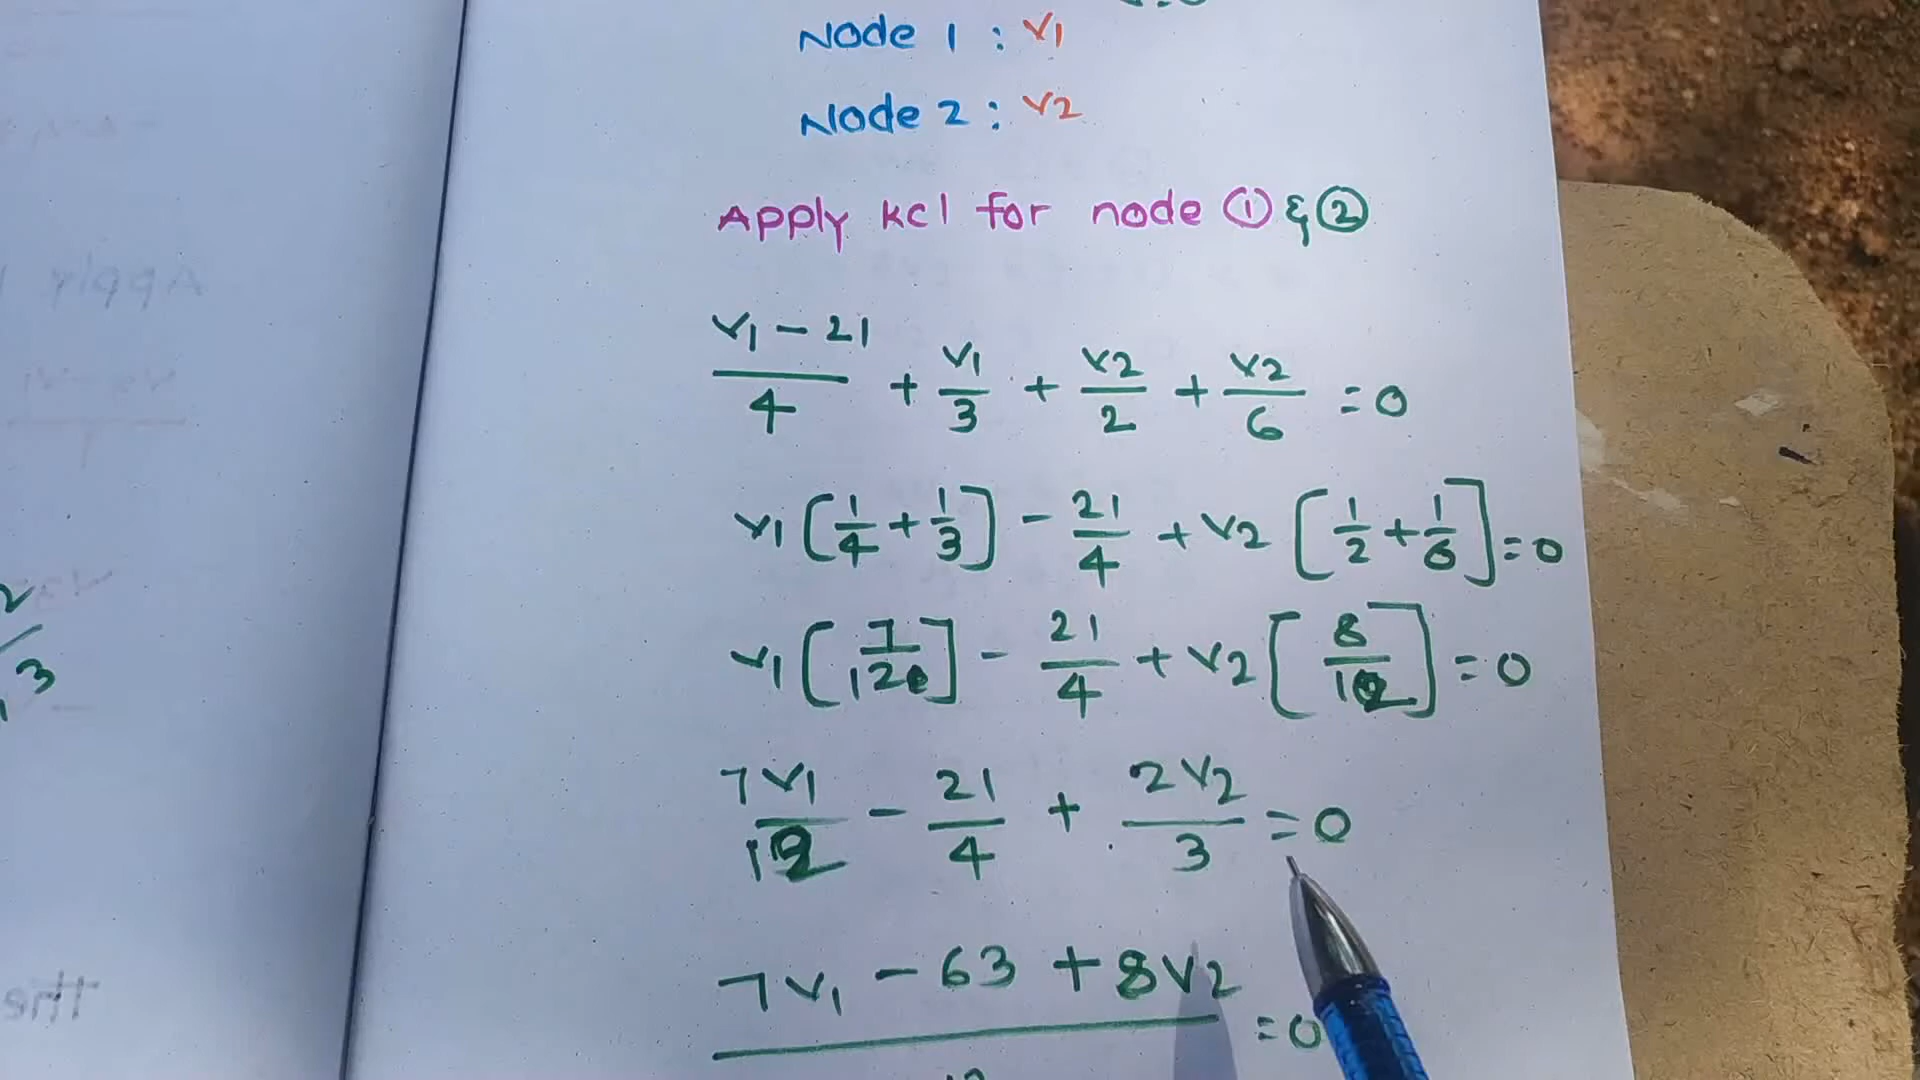 Node 1 : V1
Node 2 : V2
Apply kcl for node ① & ②
V1 - 21 / 4 + V1 / 3 + V2 / 2 + V2 / 6 = 0
V1 [1/4 + 1/3] - 21/4 + V2 [1/2 + 1/6] = 0
V1 [7/12] - 21/4 + V2 [8/12] = 0
7V1 / 12 - 21 / 4 + 2V2 / 3 = 0
7V1 - 63 + 8V2 / = 0